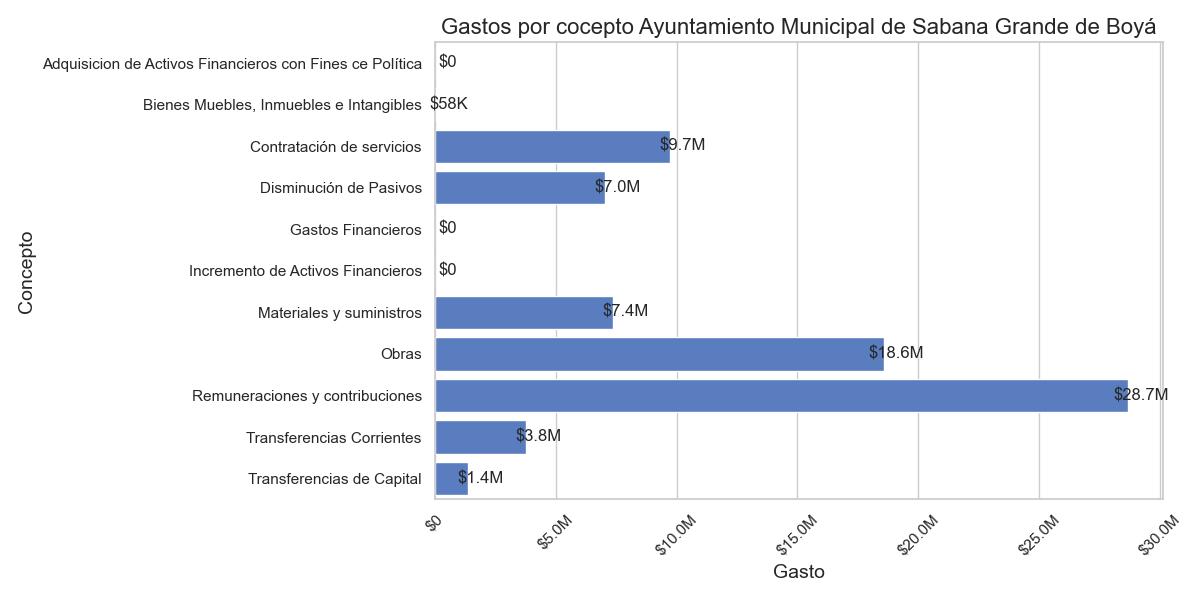 Gastos por cocepto Ayuntamiento Municipal de Sabana Grande de Boyá
Concepto
Adquisicion de Activos Financieros con Fines ce Política $0
Bienes Muebles, Inmuebles e Intangibles $58K
Contratación de servicios $9.7M
Disminución de Pasivos $7.0M
Gastos Financieros $0
Incremento de Activos Financieros $0
Materiales y suministros $7.4M
Obras $18.6M
Remuneraciones y contribuciones $28.7M
Transferencias Corrientes $3.8M
Transferencias de Capital $1.4M
$0 $5.0M $10.0M $15.0M $20.0M $25.0M $30.0M
Gasto